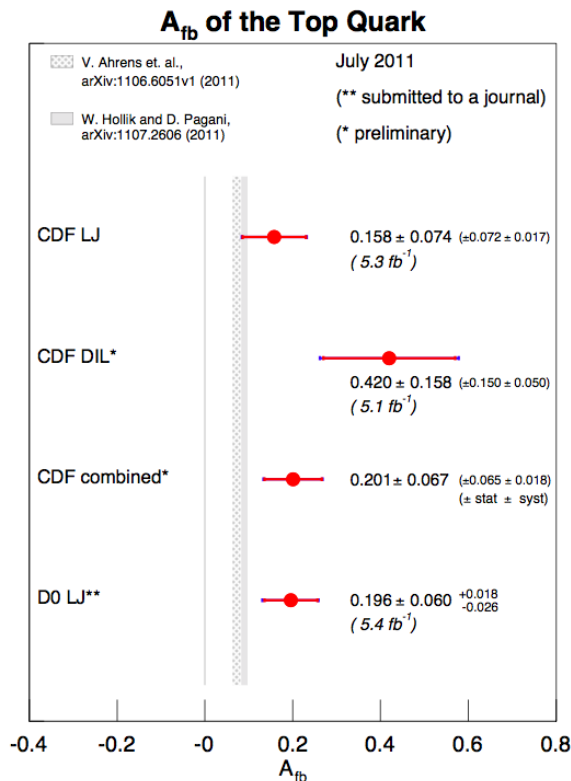 A_fb of the Top Quark
V. Ahrens et. al.,
arXiv:1106.6051v1 (2011)
W. Hollik and D. Pagani,
arXiv:1107.2606 (2011)
July 2011
(** submitted to a journal)
(* preliminary)
CDF LJ
0.158 ± 0.074 (±0.072 ± 0.017)
( 5.3 fb⁻¹)
CDF DIL*
0.420 ± 0.158 (±0.150 ± 0.050)
( 5.1 fb⁻¹)
CDF combined*
0.201 ± 0.067 (±0.065 ± 0.018)
(± stat ± syst)
D0 LJ**
0.196 ± 0.060 +0.018
-0.026
( 5.4 fb⁻¹)
-0.4 -0.2 -0 0.2 0.4 0.6 0.8
A_fb